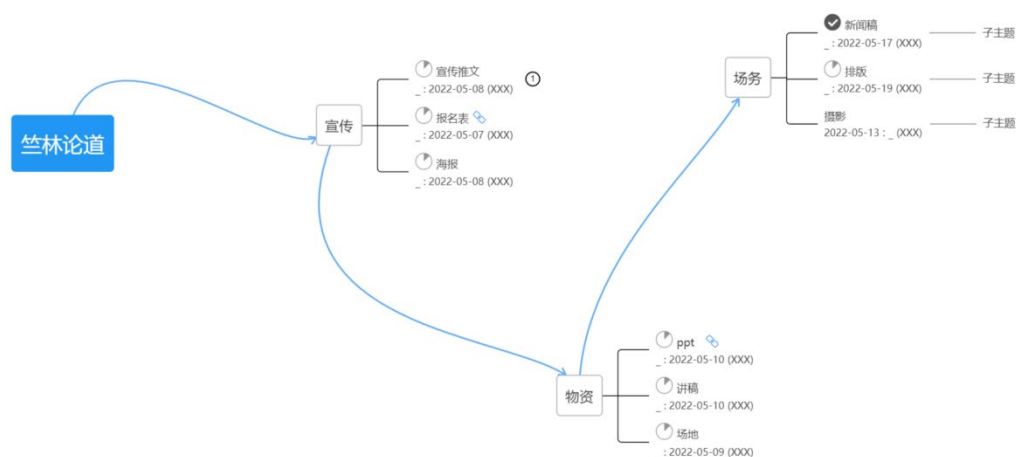 竺林论道
宣传
宣传推文
_ : 2022-05-08 (XXX)
1
报名表
_ : 2022-05-07 (XXX)
海报
_ : 2022-05-08 (XXX)
物资
ppt
_ : 2022-05-10 (XXX)
讲稿
_ : 2022-05-10 (XXX)
场地
_ : 2022-05-09 (XXX)
场务
新闻稿
_ : 2022-05-17 (XXX)
子主题
排版
_ : 2022-05-19 (XXX)
子主题
摄影
2022-05-13 : _ (XXX)
子主题